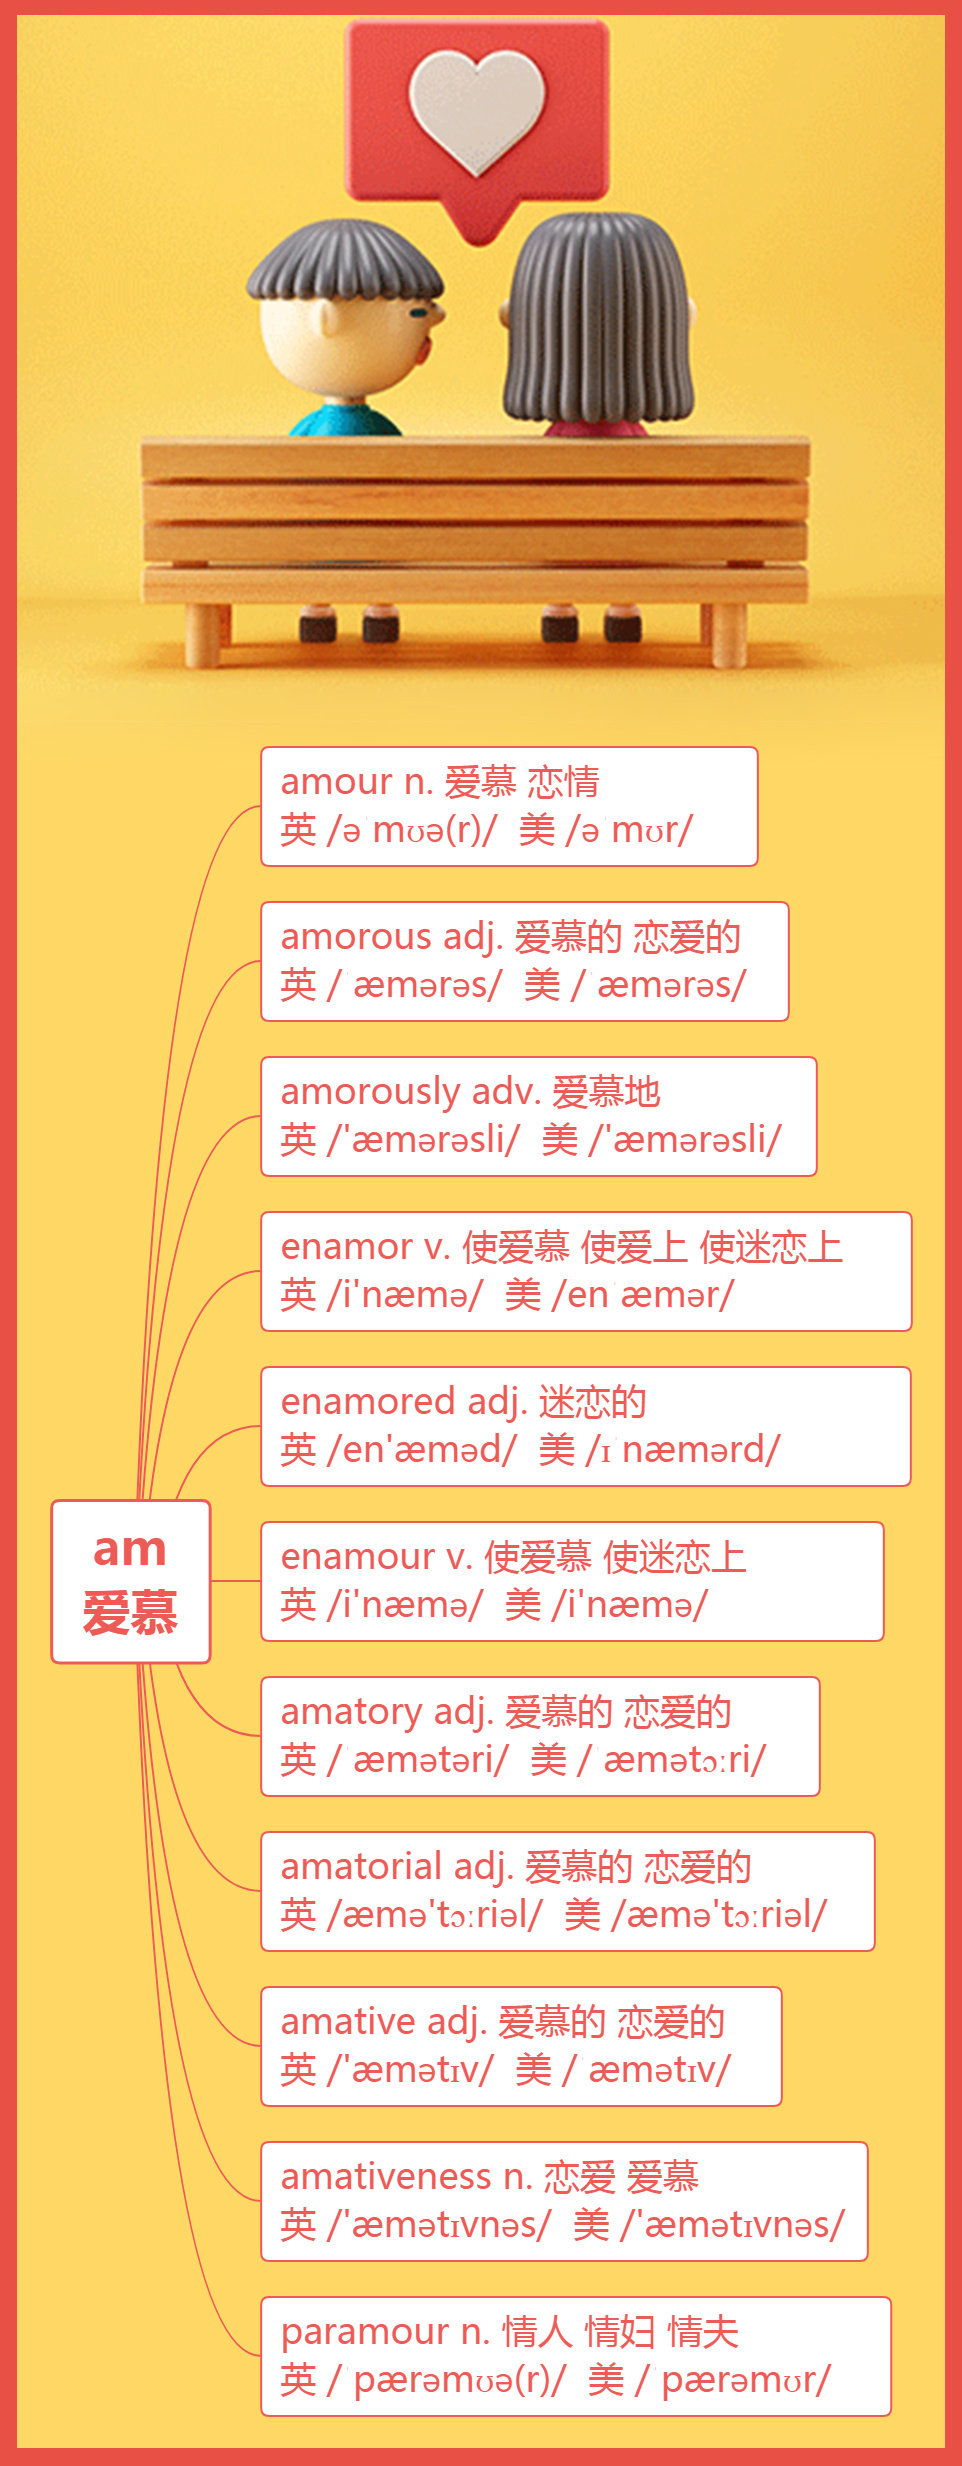 amour n. 爱慕 恋情
英 /əˈmʊə(r)/  美 /əˈmʊr/
amorous adj. 爱慕的 恋爱的
英 /ˈæmərəs/  美 /ˈæmərəs/
amorously adv. 爱慕地
英 /'æmərəsli/  美 /'æmərəsli/
enamor v. 使爱慕 使爱上 使迷恋上
英 /i'næmə/  美 /enˈæmər/
enamored adj. 迷恋的
英 /en'æməd/  美 /ɪˈnæmərd/
am
爱慕
enamour v. 使爱慕 使迷恋上
英 /i'næmə/  美 /i'næmə/
amatory adj. 爱慕的 恋爱的
英 /ˈæmətəri/  美 /ˈæmətɔːri/
amatorial adj. 爱慕的 恋爱的
英 /æmə'tɔːriəl/  美 /æmə'tɔːriəl/
amative adj. 爱慕的 恋爱的
英 /'æmətɪv/  美 /ˈæmətɪv/
amativeness n. 恋爱 爱慕
英 /'æmətɪvnəs/  美 /'æmətɪvnəs/
paramour n. 情人 情妇 情夫
英 /ˈpærəmʊə(r)/  美 /ˈpærəmʊr/